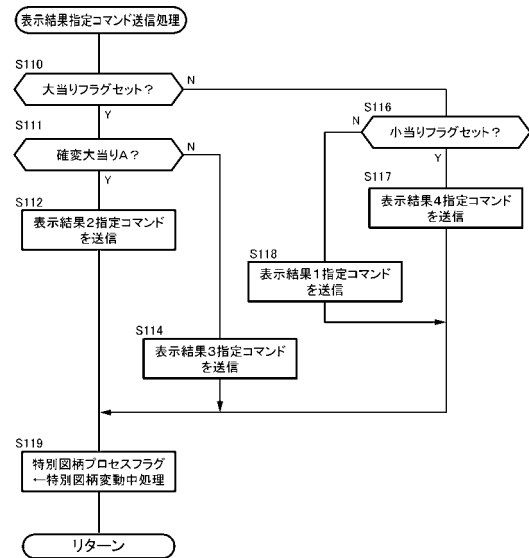 表示結果指定コマンド送信処理
S110
大当りフラグセット？
N
Y
S111
確変大当りA？
N
Y
S112
表示結果2指定コマンド
を送信
S116
小当りフラグセット？
N
Y
S117
表示結果4指定コマンド
を送信
S118
表示結果1指定コマンド
を送信
S114
表示結果3指定コマンド
を送信
S119
特別図柄プロセスフラグ
←特別図柄変動中処理
リターン